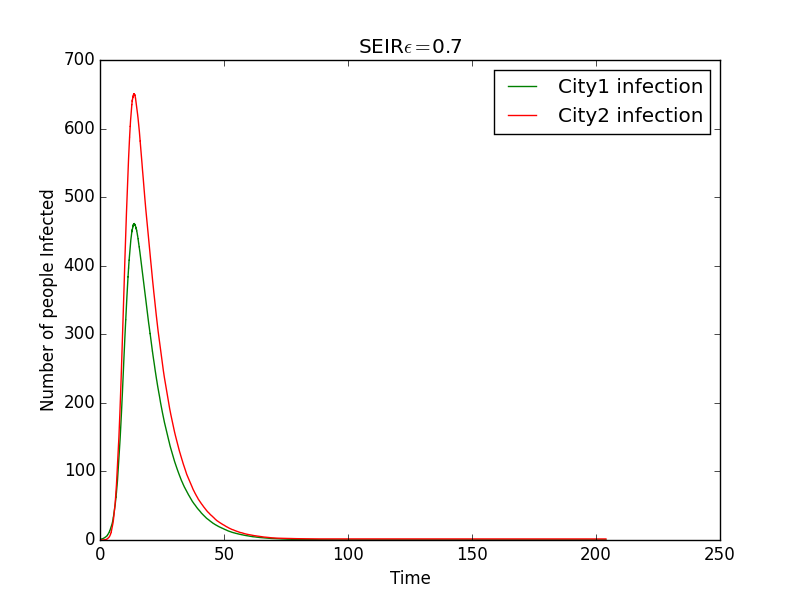 SEIRϵ=0.7
700
600
500
400
300
200
100
0
Number of people Infected
City1 infection
City2 infection
0 50 100 150 200 250
Time